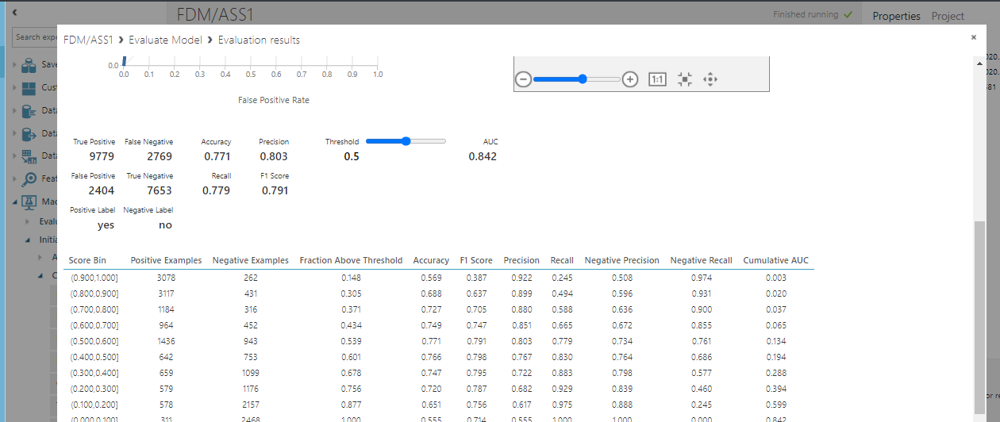 FDM/ASS1
Finished running
Properties Project
Search expe
FDM/ASS1 > Evaluate Model > Evaluation results
0.0
0.0 0.1 0.2 0.3 0.4 0.5 0.6 0.7 0.8 0.9 1.0
False Positive Rate
1:1
Save
Cust
Data
Data
Data
Feat
Mac
Evalu
Initia
A
C
020.
020.
81
or re
True Positive False Negative Accuracy Precision Threshold AUC
9779 2769 0.771 0.803 0.5 0.842
False Positive True Negative Recall F1 Score
2404 7653 0.779 0.791
Positive Label Negative Label
yes no
Score Bin Positive Examples Negative Examples Fraction Above Threshold Accuracy F1 Score Precision Recall Negative Precision Negative Recall Cumulative AUC
(0.900,1.000] 3078 262 0.148 0.569 0.387 0.922 0.245 0.508 0.974 0.003
(0.800,0.900] 3117 431 0.305 0.688 0.637 0.899 0.494 0.596 0.931 0.020
(0.700,0.800] 1184 316 0.371 0.727 0.705 0.880 0.588 0.636 0.900 0.037
(0.600,0.700] 964 452 0.434 0.749 0.747 0.851 0.665 0.672 0.855 0.065
(0.500,0.600] 1436 943 0.539 0.771 0.791 0.803 0.779 0.734 0.761 0.134
(0.400,0.500] 642 753 0.601 0.766 0.798 0.767 0.830 0.764 0.686 0.194
(0.300,0.400] 659 1099 0.678 0.747 0.795 0.722 0.883 0.798 0.577 0.288
(0.200,0.300] 579 1176 0.756 0.720 0.787 0.682 0.929 0.839 0.460 0.394
(0.100,0.200] 578 2157 0.877 0.651 0.756 0.617 0.975 0.888 0.245 0.599
(0.000,0.100] 311 2468 1.000 0.555 0.714 0.555 1.000 1.000 0.000 0.842